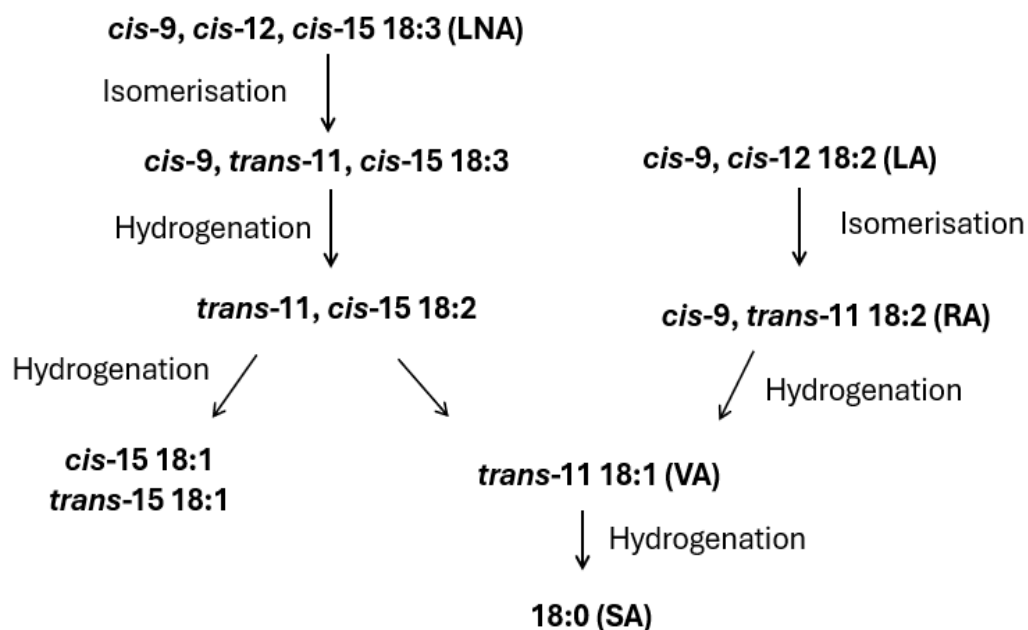 cis-9, cis-12, cis-15 18:3 (LNA)
Isomerisation
cis-9, trans-11, cis-15 18:3
cis-9, cis-12 18:2 (LA)
Hydrogenation
Isomerisation
trans-11, cis-15 18:2
cis-9, trans-11 18:2 (RA)
Hydrogenation
Hydrogenation
cis-15 18:1
trans-15 18:1
trans-11 18:1 (VA)
Hydrogenation
18:0 (SA)